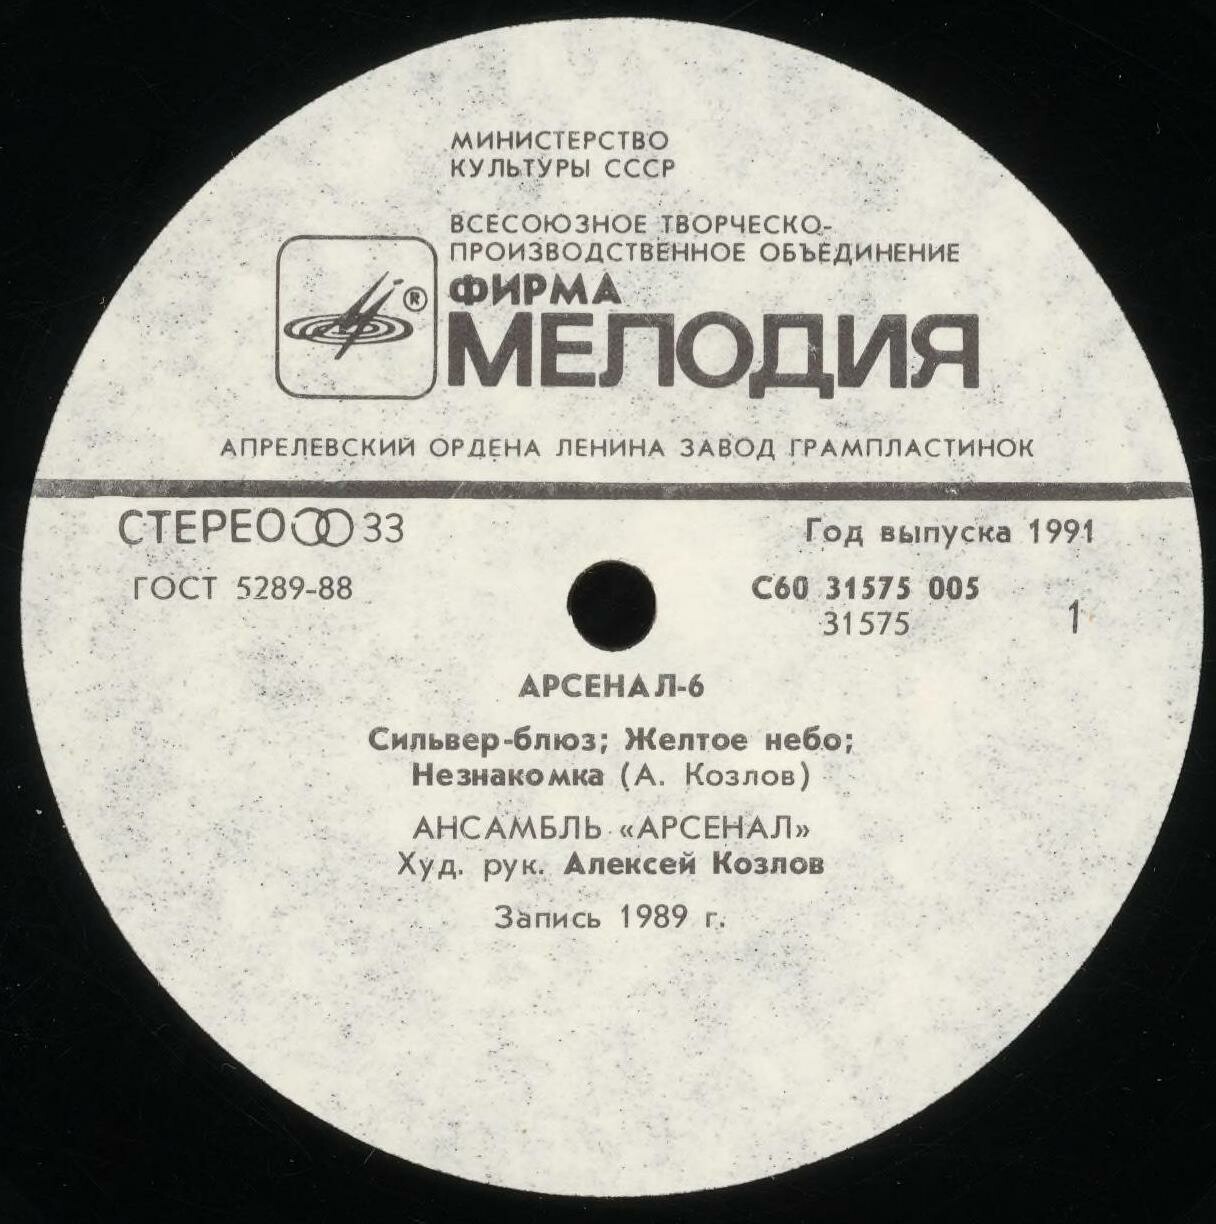 МИНИСТЕРСТВО
КУЛЬТУРЫ СССР
ВСЕСОЮЗНОЕ ТВОРЧЕСКО-
ПРОИЗВОДСТВЕННОЕ ОБЪЕДИНЕНИЕ
®
ФИРМА
МЕЛОДИЯ
АПРЕЛЕВСКИЙ ОРДЕНА ЛЕНИНА ЗАВОД ГРАМПЛАСТИНОК
СТЕРЕО 33
Год выпуска 1991
ГОСТ 5289-88
С60 31575 005
31575
1
АРСЕНАЛ-6
Сильвер-блюз; Желтое небо;
Незнакомка (А. Козлов)
АНСАМБЛЬ «АРСЕНАЛ»
Худ. рук. Алексей Козлов
Запись 1989 г.